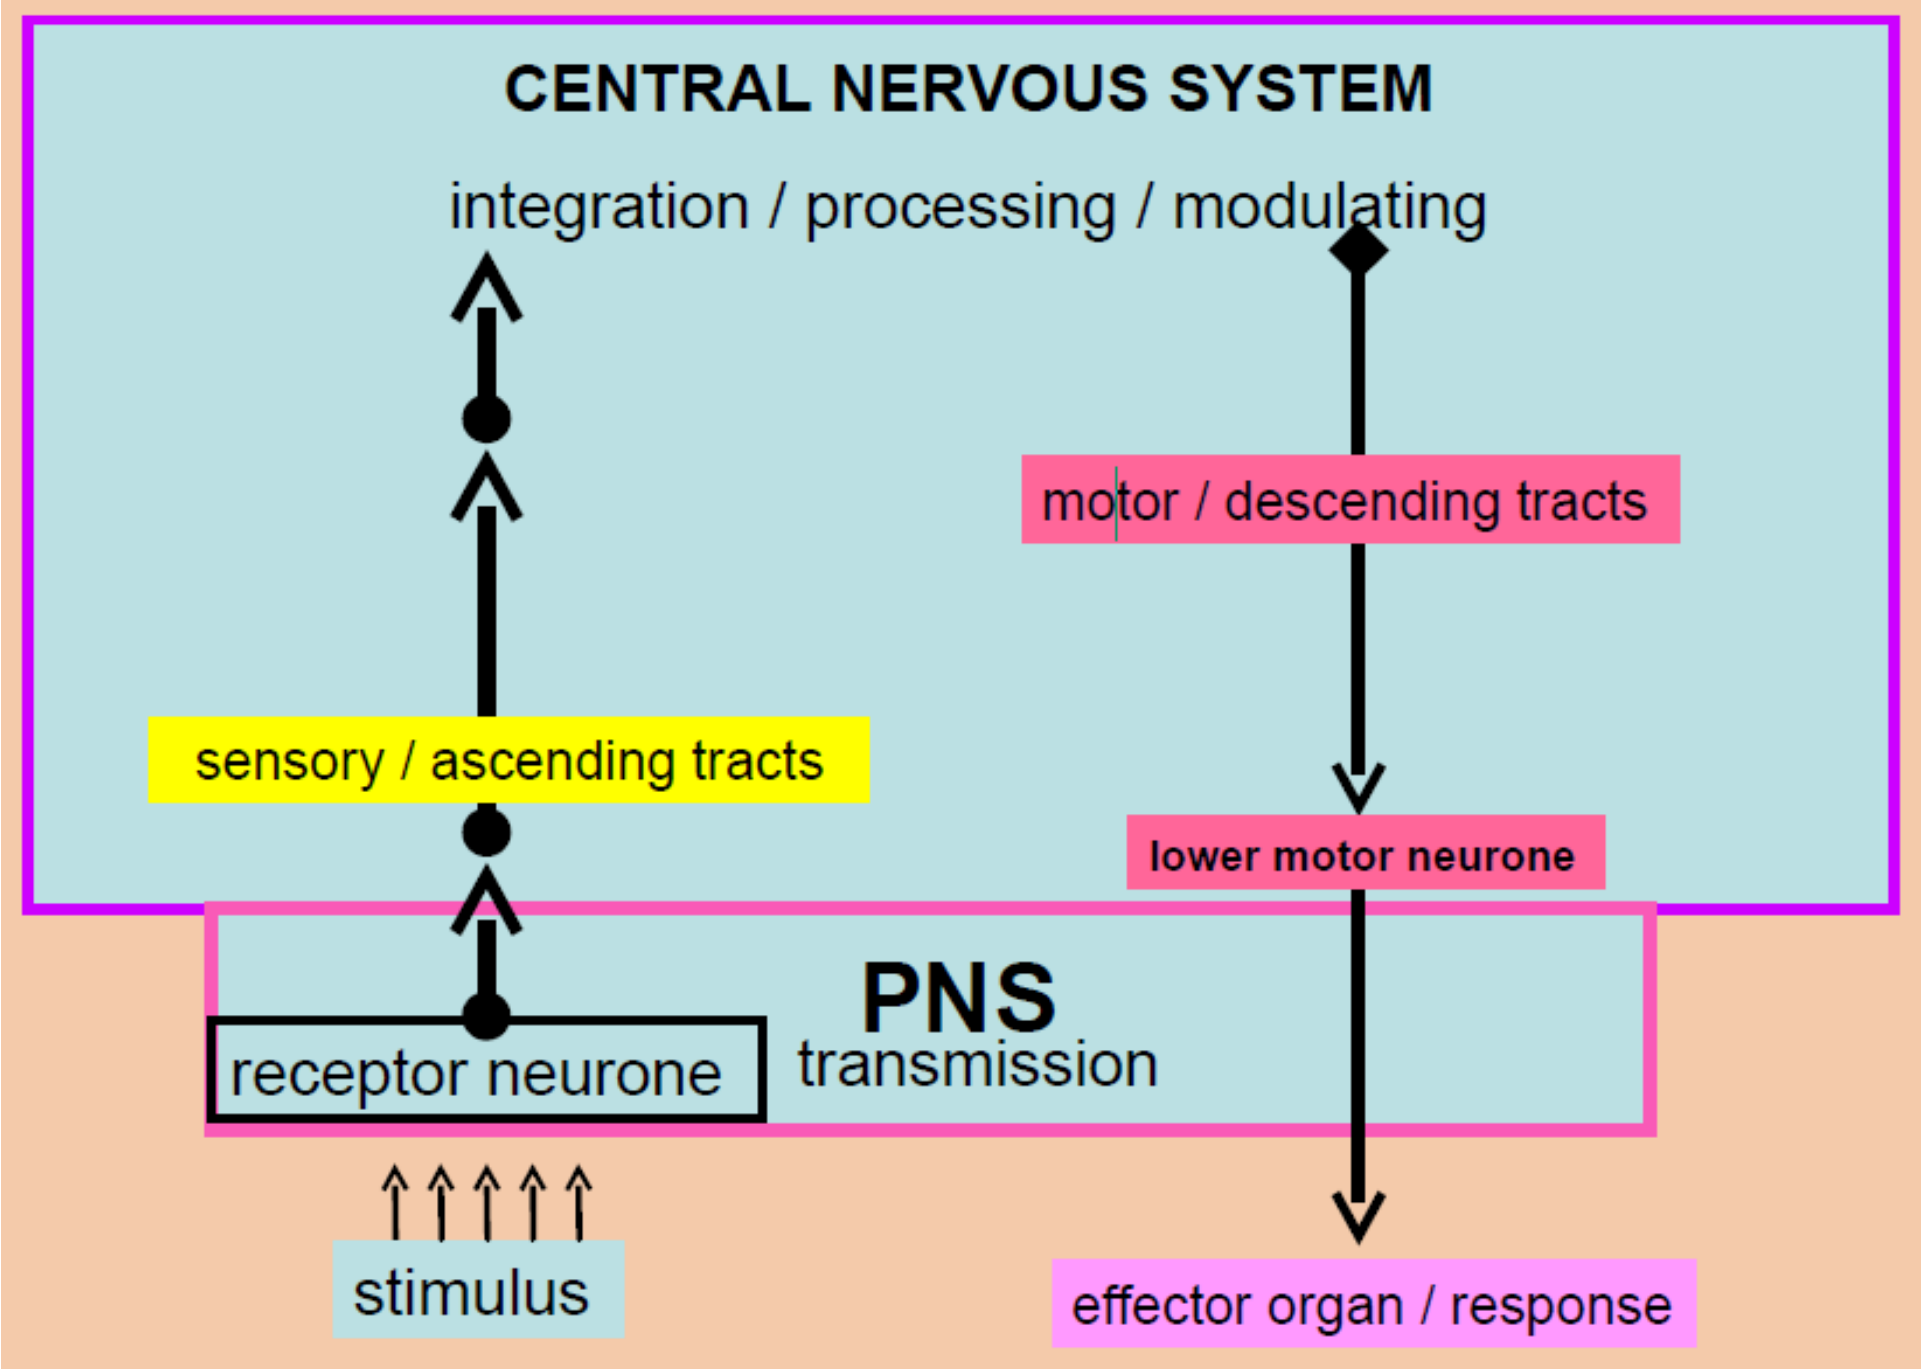 CENTRAL NERVOUS SYSTEM
integration / processing / modulating
motor / descending tracts
sensory / ascending tracts
lower motor neurone
PNS
transmission
receptor neurone
stimulus
effector organ / response